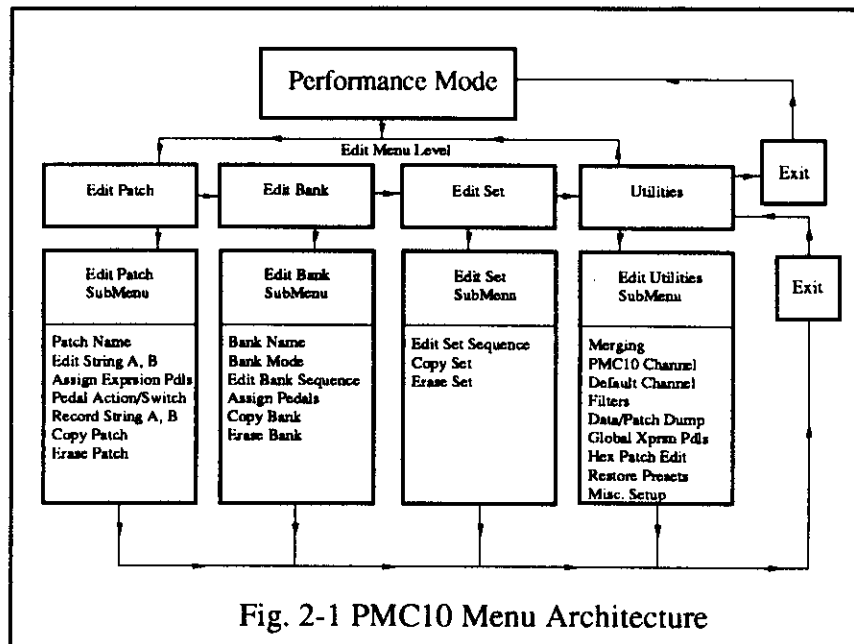 Performance Mode
Edit Menu Level
Edit Patch
Edit Bank
Edit Set
Utilities
Exit
Edit Patch
SubMenu
Patch Name
Edit String A, B
Assign Exprsion Pdls
Pedal Action/Switch
Record String A, B
Copy Patch
Erase Patch
Edit Bank
SubMenu
Bank Name
Bank Mode
Edit Bank Sequence
Assign Pedals
Copy Bank
Erase Bank
Edit Set
SubMenu
Edit Set Sequence
Copy Set
Erase Set
Edit Utilities
SubMenu
Merging
PMC10 Channel
Default Channel
Filters
Data/Patch Dump
Global Xprsn Pdls
Hex Patch Edit
Restore Presets
Misc. Setup
Exit
Fig. 2-1 PMC10 Menu Architecture